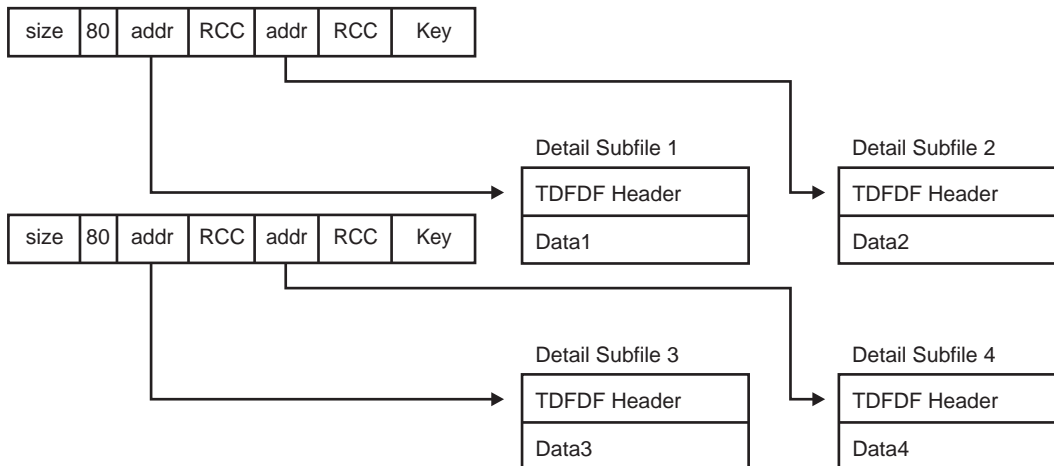 size 80 addr RCC addr RCC Key
Detail Subfile 1 Detail Subfile 2
TDFDF Header TDFDF Header
size 80 addr RCC addr RCC Key
Data1 Data2
Detail Subfile 3 Detail Subfile 4
TDFDF Header TDFDF Header
Data3 Data4